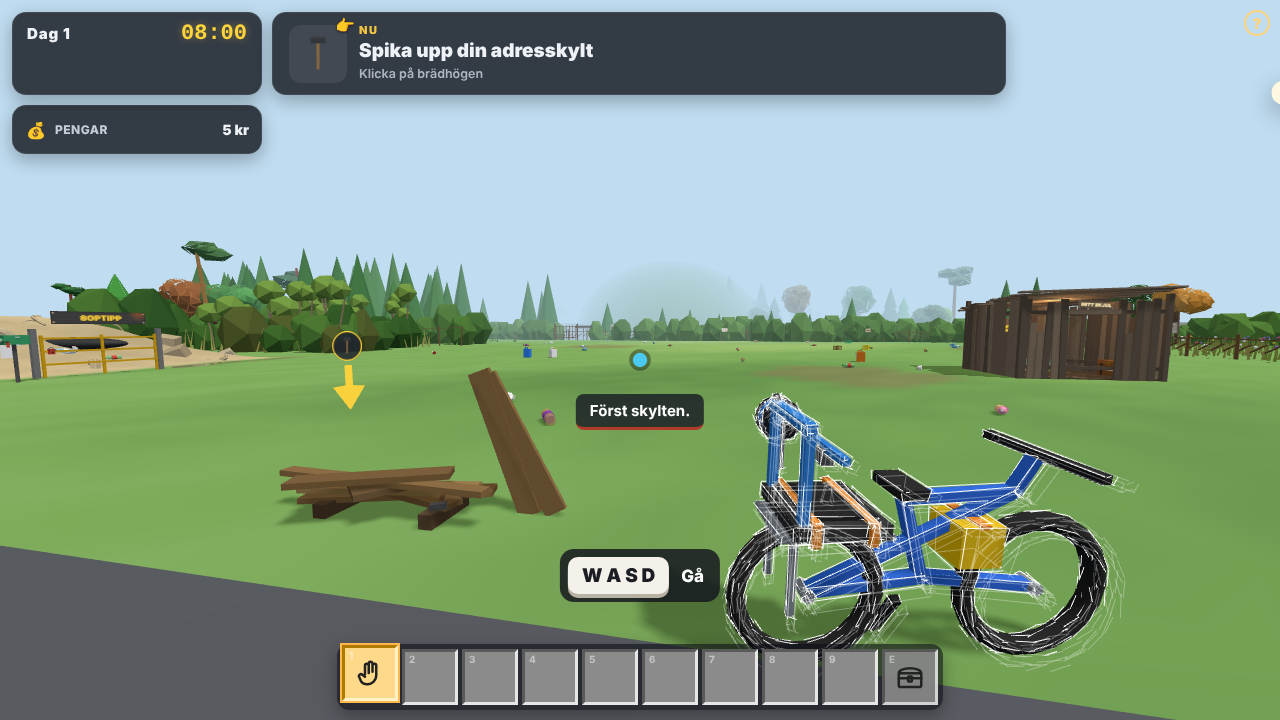 Dag 1
08:00
NU
Spika upp din adresskylt
Klicka på brädhögen
PENGAR
5 kr
SOPTIPP
Först skylten.
WASD Gå
1 2 3 4 5 6 7 8 9 E